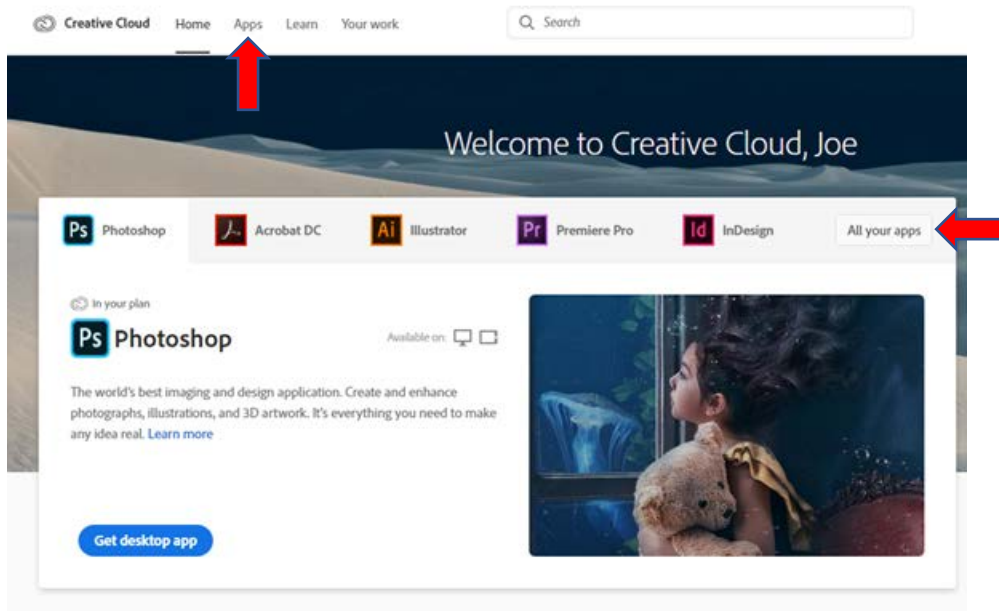 Creative Cloud Home Apps Learn Your work Search
Welcome to Creative Cloud, Joe
Ps Photoshop Acrobat DC Ai Illustrator Pr Premiere Pro Id InDesign All your apps
In your plan
Ps Photoshop Available on:
The world's best imaging and design application. Create and enhance
photographs, illustrations, and 3D artwork. It's everything you need to make
any idea real. Learn more
Get desktop app